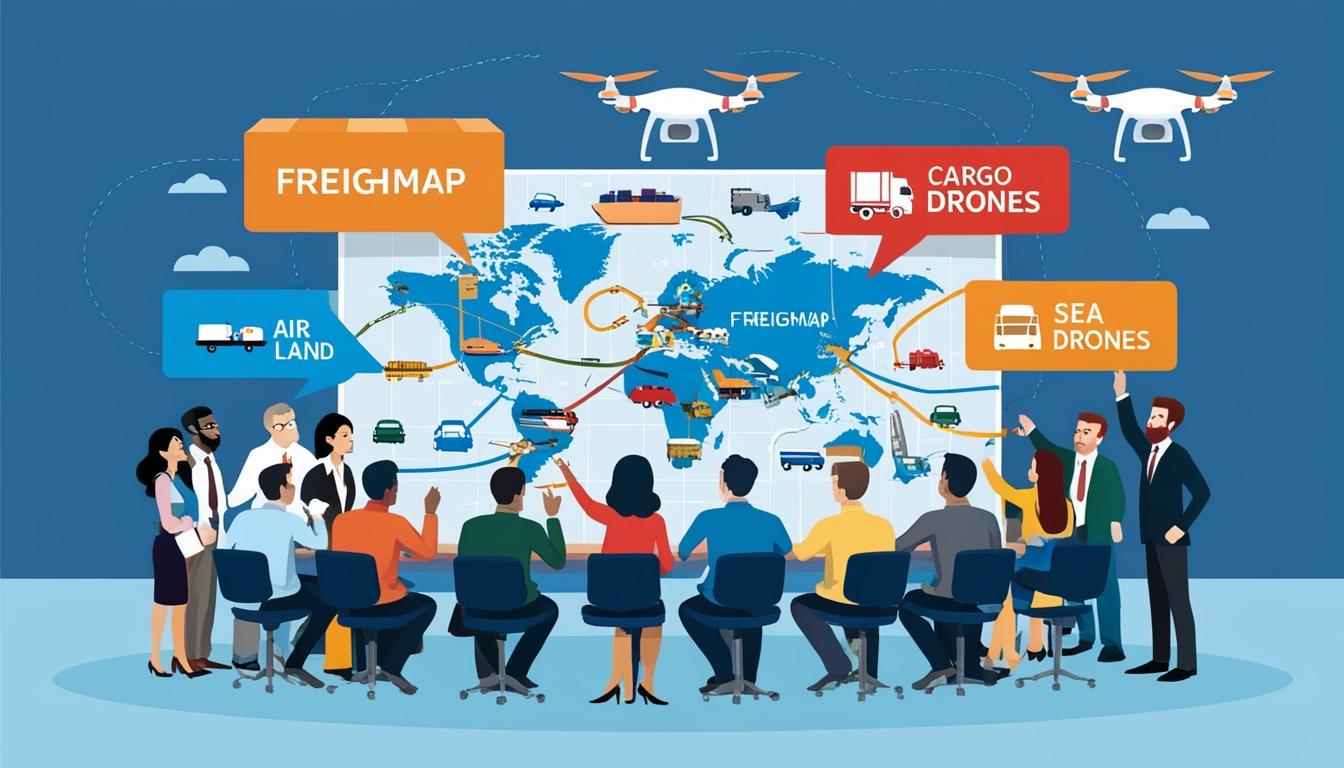 FREIGHMAP
CARGO
DRONES
AIR
LAND
FREIGHMAP
SEA
DRONES